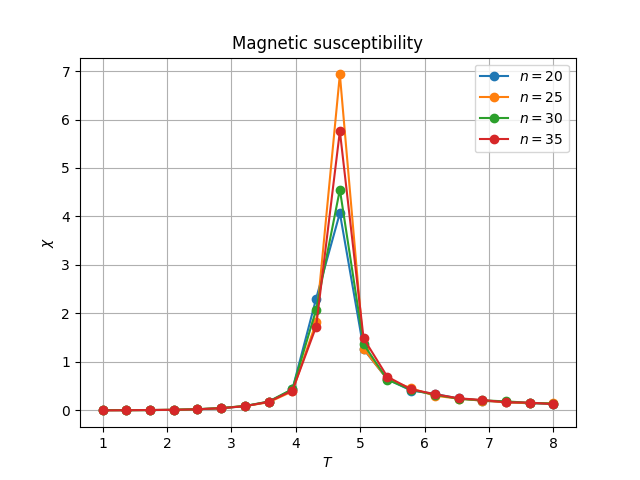 Magnetic susceptibility
7
6
5
4
3
2
1
0
χ
1 2 3 4 5 6 7 8
T
n = 20
n = 25
n = 30
n = 35